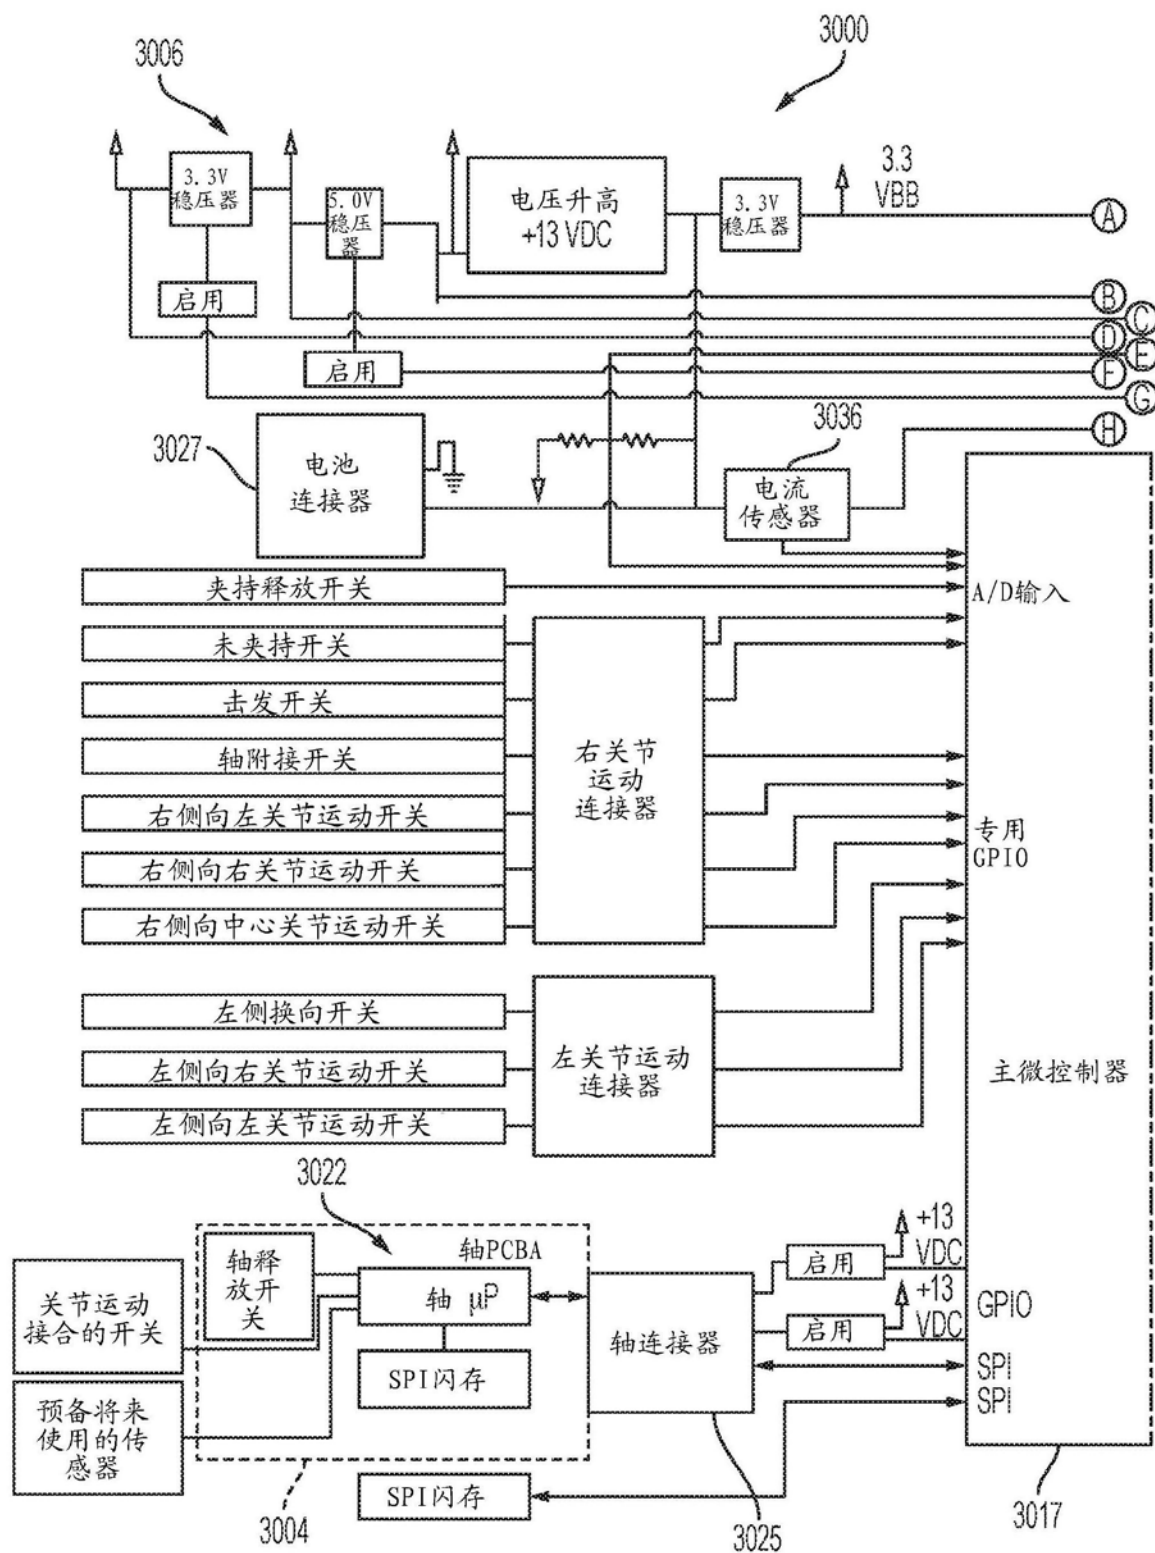 3006
3000
3.3V
稳压器
5.0V
稳压
器
电压升高
+13 VDC
3.3V
稳压器
3.3
VBB
A
启用
B
C
D
E
启用
F
G
3027
电池
连接器
3036
H
电流
传感器
夹持释放开关
A/D输入
未夹持开关
击发开关
轴附接开关
右侧向左关节运动开关
右侧向右关节运动开关
右侧向中心关节运动开关
右关节
运动
连接器
专用
GPIO
左侧换向开关
左侧向右关节运动开关
左侧向左关节运动开关
左关节运动
连接器
主微控制器
3022
轴PCBA
轴释
放开
关
轴 μP
SPI闪存
关节运动
接合的开关
预备将来
使用的传
感器
轴连接器
启用
+13
VDC
启用
+13
VDC
GPIO
SPI
SPI
SPI闪存
3004
3025
3017